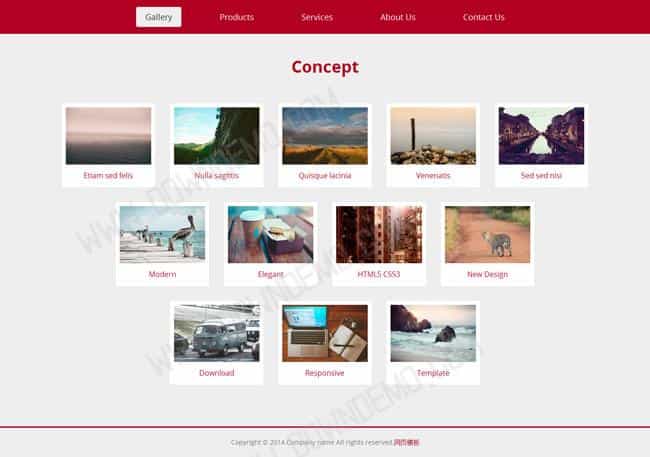 Gallery Products Services About Us Contact Us
Concept
Etiam sed felis Nulla sagittis Quisque lacinia Venenatis Sed sed nisi
Modern Elegant HTML5 CSS3 New Design
Download Responsive Template
Copyright © 2014 Company name All rights reserved.网页模板
WWW.DOWNDEMO.COM